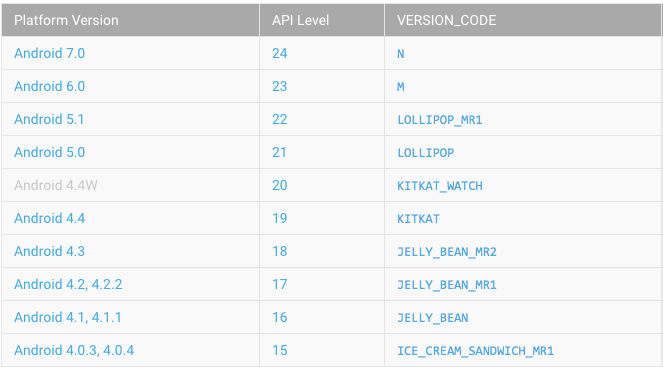 Platform Version API Level VERSION_CODE
Android 7.0 24 N
Android 6.0 23 M
Android 5.1 22 LOLLIPOP_MR1
Android 5.0 21 LOLLIPOP
Android 4.4W 20 KITKAT_WATCH
Android 4.4 19 KITKAT
Android 4.3 18 JELLY_BEAN_MR2
Android 4.2, 4.2.2 17 JELLY_BEAN_MR1
Android 4.1, 4.1.1 16 JELLY_BEAN
Android 4.0.3, 4.0.4 15 ICE_CREAM_SANDWICH_MR1